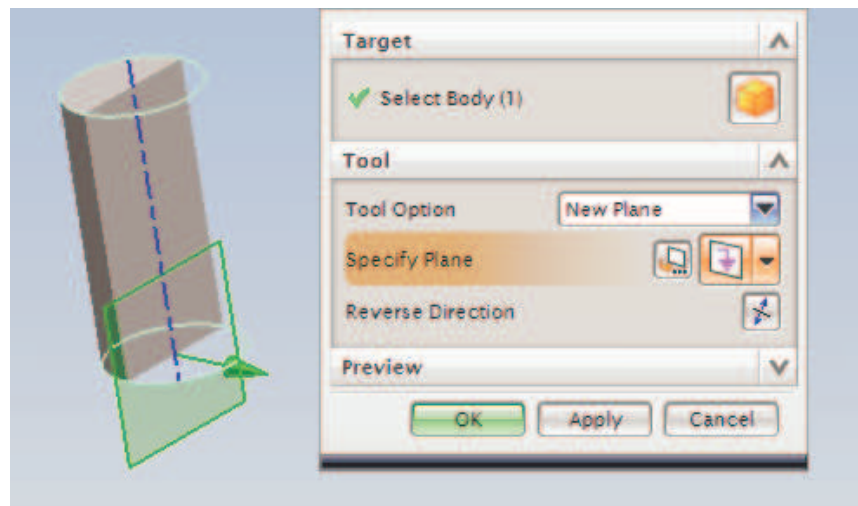 Target
Select Body (1)
Tool
Tool Option New Plane
Specify Plane
Reverse Direction
Preview
OK Apply Cancel